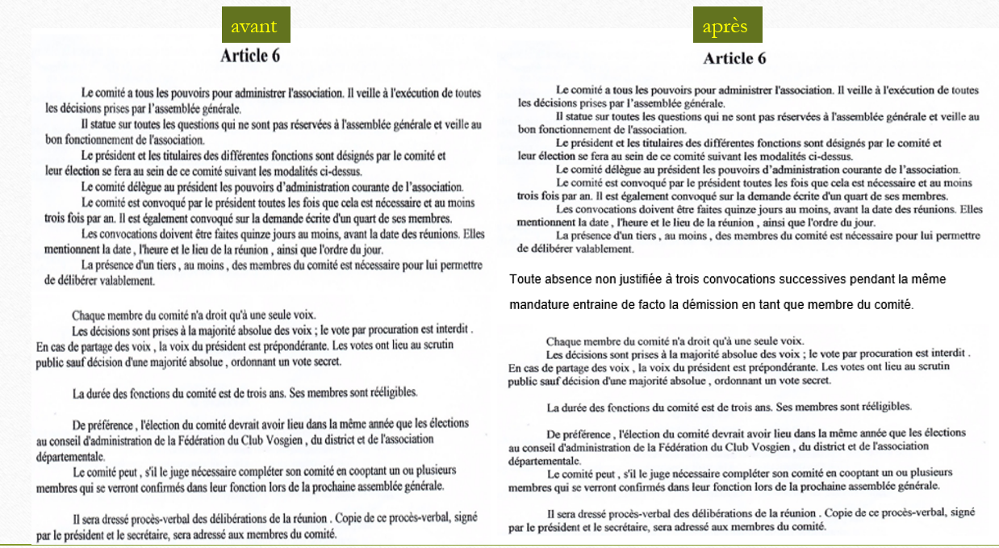 avant
Article 6
Le comité a tous les pouvoirs pour administrer l'association. Il veille à l'exécution de toutes
les décisions prises par l'assemblée générale.
Il statue sur toutes les questions qui ne sont pas réservées à l'assemblée générale et veille au
bon fonctionnement de l'association.
Le président et les titulaires des différentes fonctions sont désignés par le comité et
leur élection se fera au sein de ce comité suivant les modalités ci-dessus.
Le comité délègue au président les pouvoirs d'administration courante de l'association.
Le comité est convoqué par le président toutes les fois que cela est nécessaire et au moins
trois fois par an. Il est également convoqué sur la demande écrite d'un quart de ses membres.
Les convocations doivent être faites quinze jours au moins, avant la date des réunions. Elles
mentionnent la date , l'heure et le lieu de la réunion , ainsi que l'ordre du jour.
La présence d'un tiers , au moins , des membres du comité est nécessaire pour lui permettre
de délibérer valablement.
Chaque membre du comité n'a droit qu'à une seule voix.
Les décisions sont prises à la majorité absolue des voix ; le vote par procuration est interdit .
En cas de partage des voix , la voix du président est prépondérante. Les votes ont lieu au scrutin
public sauf décision d'une majorité absolue , ordonnant un vote secret.
La durée des fonctions du comité est de trois ans. Ses membres sont rééligibles.
De préférence , l'élection du comité devrait avoir lieu dans la même année que les élections
au conseil d'administration de la Fédération du Club Vosgien , du district et de l'association
départementale.
Le comité peut , s'il le juge nécessaire compléter son comité en cooptant un ou plusieurs
membres qui se verront confirmés dans leur fonction lors de la prochaine assemblée générale.
Il sera dressé procès-verbal des délibérations de la réunion . Copie de ce procès-verbal, signé
par le président et le secrétaire, sera adressé aux membres du comité.
après
Article 6
Le comité a tous les pouvoirs pour administrer l'association. Il veille à l'exécution de toutes
les décisions prises par l'assemblée générale.
Il statue sur toutes les questions qui ne sont pas réservées à l'assemblée générale et veille au
bon fonctionnement de l'association.
Le président et les titulaires des différentes fonctions sont désignés par le comité et
leur élection se fera au sein de ce comité suivant les modalités ci-dessus.
Le comité délègue au président les pouvoirs d'administration courante de l'association.
Le comité est convoqué par le président toutes les fois que cela est nécessaire et au moins
trois fois par an. Il est également convoqué sur la demande écrite d'un quart de ses membres.
Les convocations doivent être faites quinze jours au moins, avant la date des réunions. Elles
mentionnent la date , l'heure et le lieu de la réunion , ainsi que l'ordre du jour.
La présence d'un tiers , au moins , des membres du comité est nécessaire pour lui permettre
de délibérer valablement.
Toute absence non justifiée à trois convocations successives pendant la même
mandature entraine de facto la démission en tant que membre du comité.
Chaque membre du comité n'a droit qu'à une seule voix.
Les décisions sont prises à la majorité absolue des voix ; le vote par procuration est interdit .
En cas de partage des voix , la voix du président est prépondérante. Les votes ont lieu au scrutin
public sauf décision d'une majorité absolue , ordonnant un vote secret.
La durée des fonctions du comité est de trois ans. Ses membres sont rééligibles.
De préférence , l'élection du comité devrait avoir lieu dans la même année que les élections
au conseil d'administration de la Fédération du Club Vosgien , du district et de l'association
départementale.
Le comité peut , s'il le juge nécessaire compléter son comité en cooptant un ou plusieurs
membres qui se verront confirmés dans leur fonction lors de la prochaine assemblée générale.
Il sera dressé procès-verbal des délibérations de la réunion . Copie de ce procès-verbal, signé
par le président et le secrétaire, sera adressé aux membres du comité.